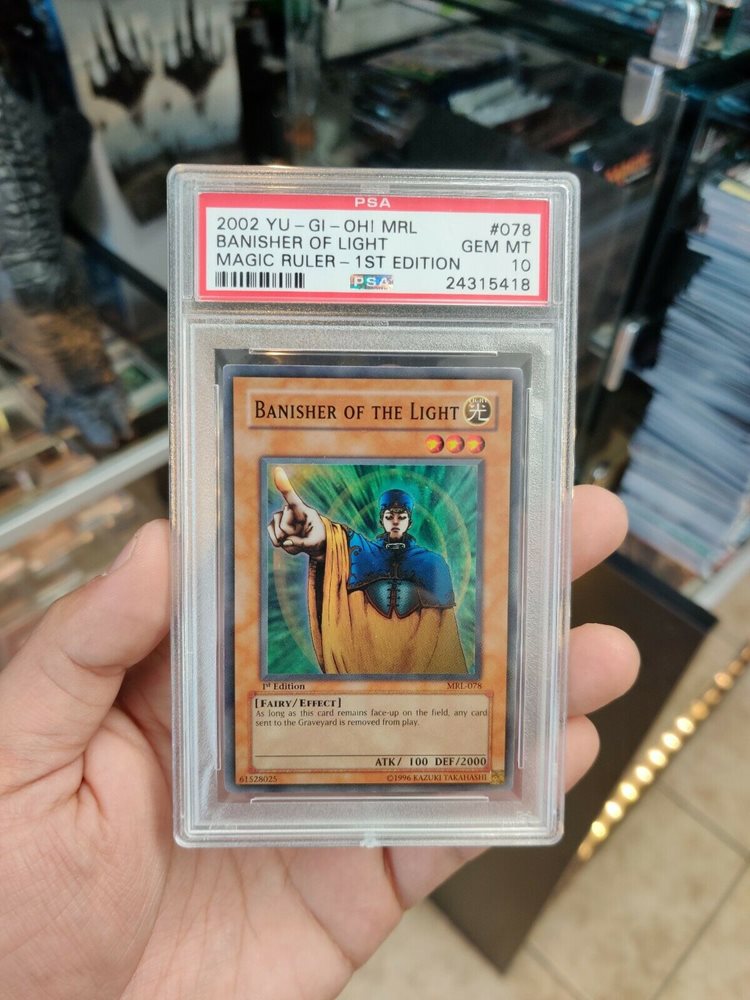 PSA
2002 YU-GI-OH! MRL #078
BANISHER OF LIGHT GEM MT
MAGIC RULER - 1ST EDITION 10
PSA 24315418
BANISHER OF THE LIGHT
LIGHT
光
1st Edition MRL-078
[FAIRY/EFFECT]
As long as this card remains face-up on the field, any card
sent to the Graveyard is removed from play.
ATK/ 100 DEF/2000
61528025 ©1996 KAZUKI TAKAHASHI